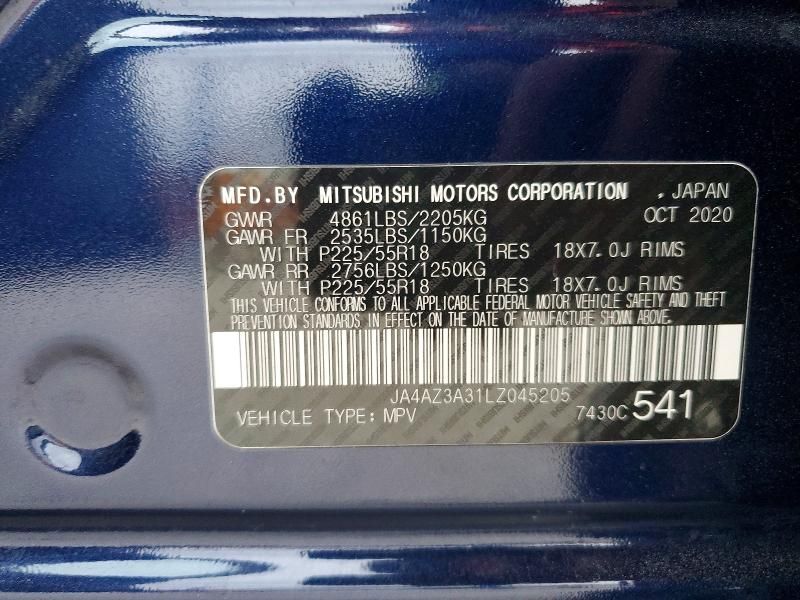 MFD.BY MITSUBISHI MOTORS CORPORATION . JAPAN
GVWR 4861LBS/2205KG OCT 2020
GAWR FR 2535LBS/1150KG
WITH P225/55R18 TIRES 18X7.0J RIMS
GAWR RR 2756LBS/1250KG
WITH P225/55R18 TIRES 18X7.0J RIMS
THIS VEHICLE CONFORMS TO ALL APPLICABLE FEDERAL MOTOR VEHICLE SAFETY AND THEFT
PREVENTION STANDARDS IN EFFECT ON THE DATE OF MANUFACTURE SHOWN ABOVE.
JA4AZ3A31LZ045205
VEHICLE TYPE: MPV 7430C 541